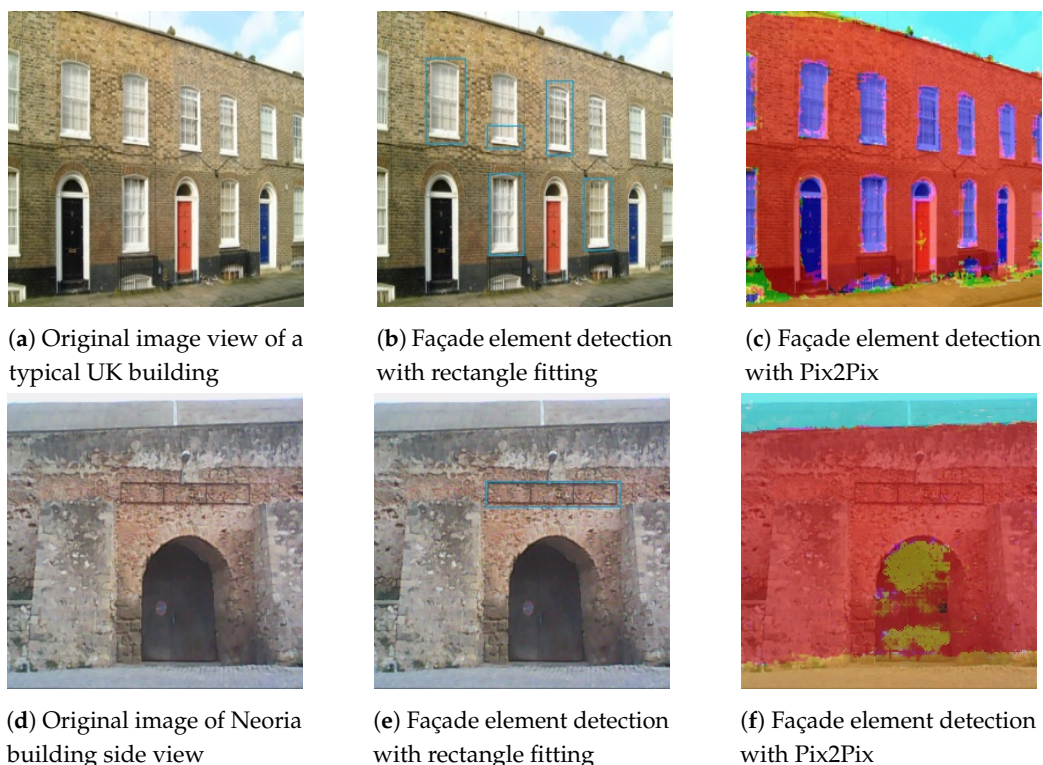 (a) Original image view of a
typical UK building
(b) Façade element detection
with rectangle fitting
(c) Façade element detection
with Pix2Pix
(d) Original image of Neoria
building side view
(e) Façade element detection
with rectangle fitting
(f) Façade element detection
with Pix2Pix